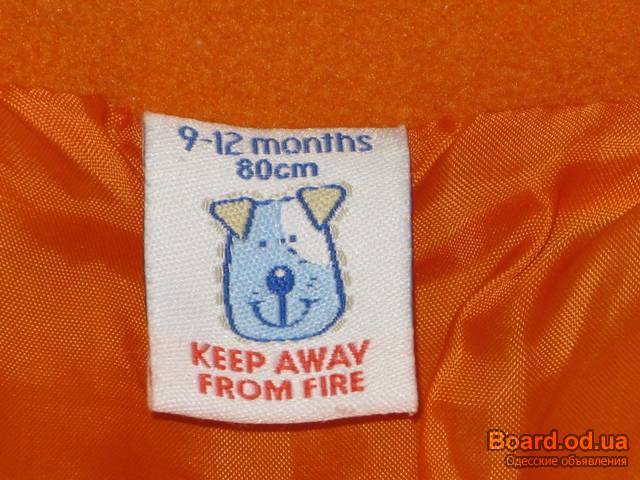 9-12 months
80cm
KEEP AWAY
FROM FIRE
Board.od.ua
Одесские объявления